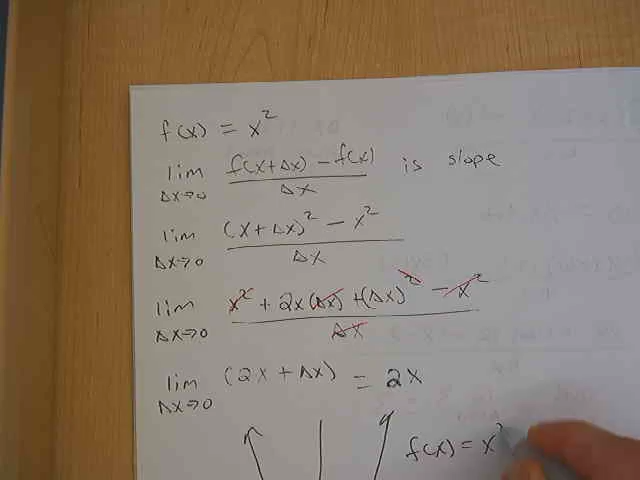 f(x) = x²
lim Δx→0 f(x+Δx) − f(x) / Δx is slope
lim Δx→0 (x+Δx)² − x² / Δx
lim Δx→0 x² + 2x(Δx) + (Δx)² − x² / Δx
lim Δx→0 (2x + Δx) = 2x
f(x) = x²